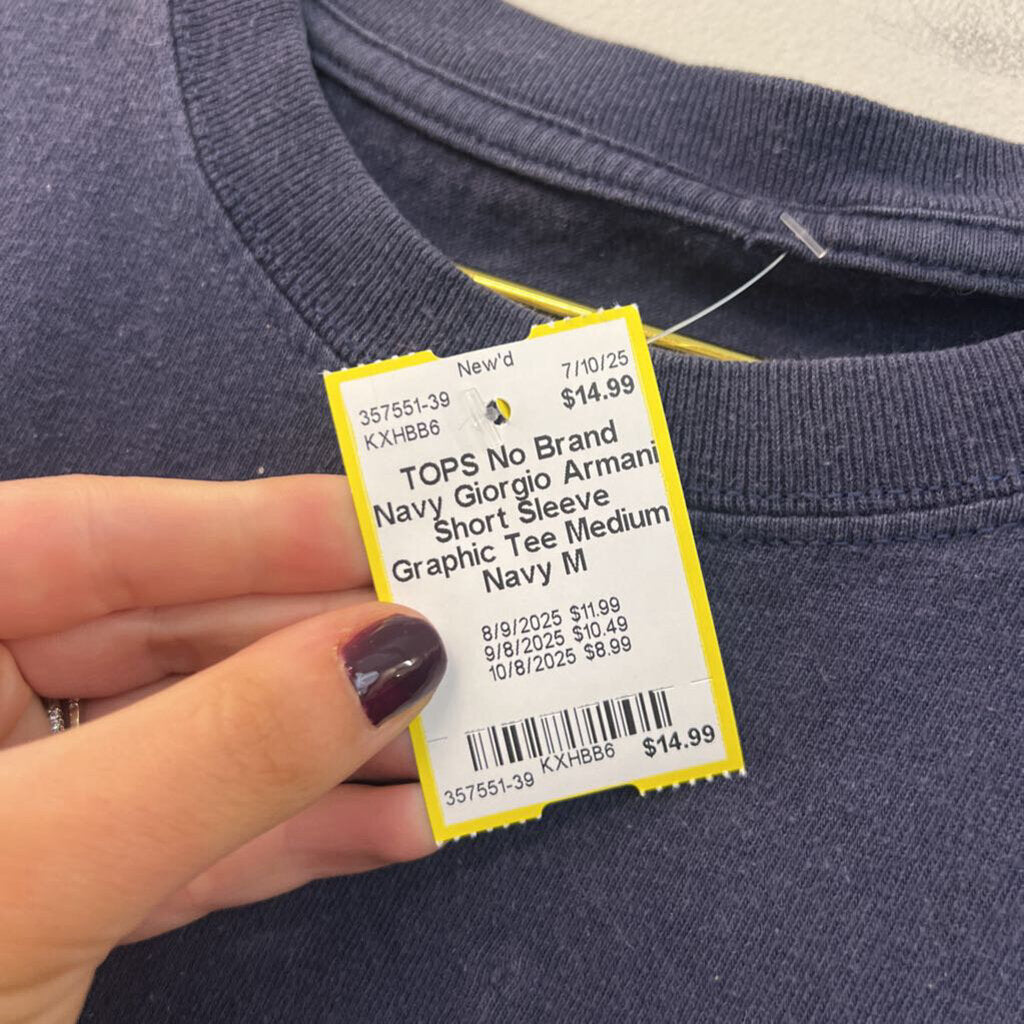 New'd
7/10/25
357551-39
$14.99
KXHBB6
TOPS No Brand
Navy Giorgio Armani
Short Sleeve
Graphic Tee Medium
Navy M
8/9/2025 $11.99
9/8/2025 $10.49
10/8/2025 $8.99
357551-39 KXHBB6 $14.99